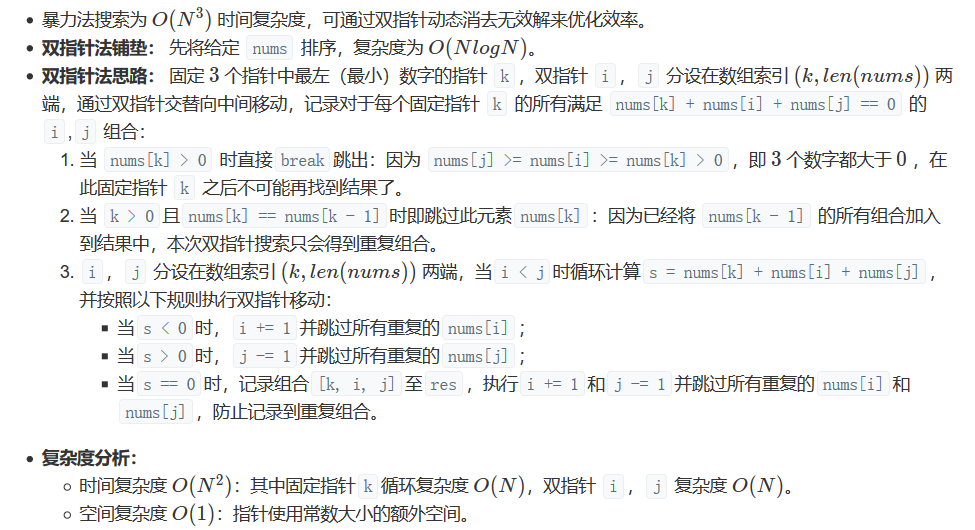 暴力法搜索为 O(N³) 时间复杂度，可通过双指针动态消去无效解来优化效率。
双指针法铺垫： 先将给定 nums 排序，复杂度为 O(NlogN)。
双指针法思路： 固定 3 个指针中最左（最小）数字的指针 k，双指针 i，j 分设在数组索引 (k, len(nums)) 两
端，通过双指针交替向中间移动，记录对于每个固定指针 k 的所有满足 nums[k] + nums[i] + nums[j] == 0 的
i,j 组合：
1. 当 nums[k] > 0 时直接 break 跳出：因为 nums[j] >= nums[i] >= nums[k] > 0，即 3 个数字都大于 0 ，在
此固定指针 k 之后不可能再找到结果了。
2. 当 k > 0 且 nums[k] == nums[k - 1] 时即跳过此元素 nums[k]：因为已经将 nums[k - 1] 的所有组合加入
到结果中，本次双指针搜索只会得到重复组合。
3. i，j 分设在数组索引 (k, len(nums)) 两端，当 i < j 时循环计算 s = nums[k] + nums[i] + nums[j]，
并按照以下规则执行双指针移动：
当 s < 0 时，i += 1 并跳过所有重复的 nums[i]；
当 s > 0 时，j -= 1 并跳过所有重复的 nums[j]；
当 s == 0 时，记录组合 [k, i, j] 至 res，执行 i += 1 和 j -= 1 并跳过所有重复的 nums[i] 和
nums[j]，防止记录到重复组合。
复杂度分析：
时间复杂度 O(N²)：其中固定指针 k 循环复杂度 O(N)，双指针 i，j 复杂度 O(N)。
空间复杂度 O(1)：指针使用常数大小的额外空间。